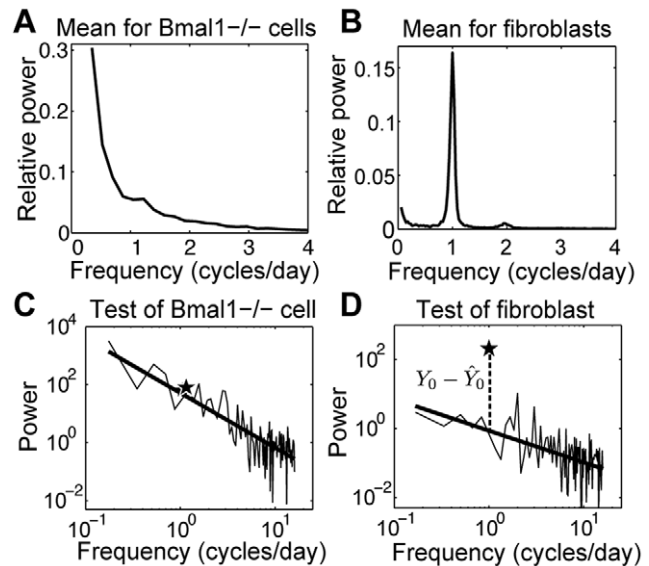 A Mean for Bmal1−/− cells
Relative power
0.3
0.2
0.1
0
0 1 2 3 4
Frequency (cycles/day)
B Mean for fibroblasts
Relative power
0.15
0.1
0.05
0
0 1 2 3 4
Frequency (cycles/day)
C Test of Bmal1−/− cell
Power
10^4
10^2
10^0
10^−2
10^−1 10^0 10^1
Frequency (cycles/day)
D Test of fibroblast
Power
10^2
10^0
10^−2
Y_0 − Ŷ_0
10^−1 10^0 10^1
Frequency (cycles/day)